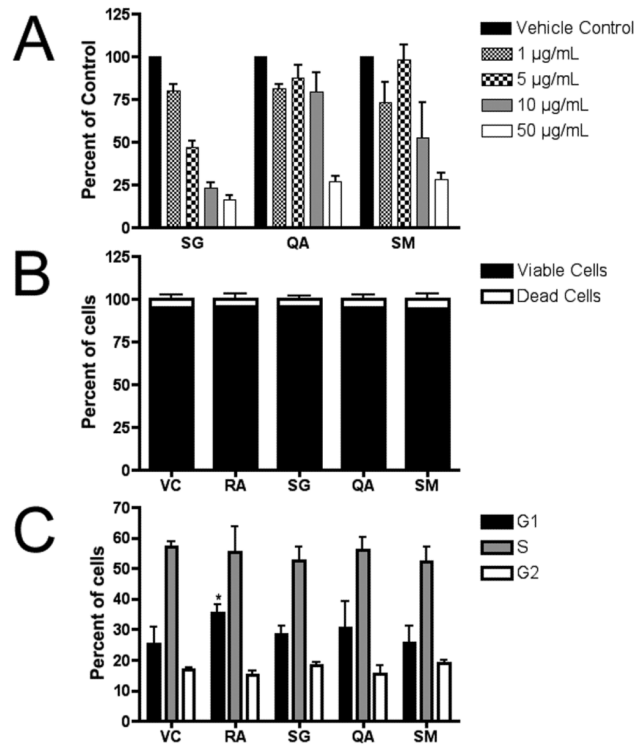 A
Percent of Control
125
100
75
50
25
0
SG QA SM
Vehicle Control
1 µg/mL
5 µg/mL
10 µg/mL
50 µg/mL
B
Percent of cells
125
100
75
50
25
0
VC RA SG QA SM
Viable Cells
Dead Cells
C
Percent of cells
70
60
50
40
30
20
10
0
*
VC RA SG QA SM
G1
S
G2